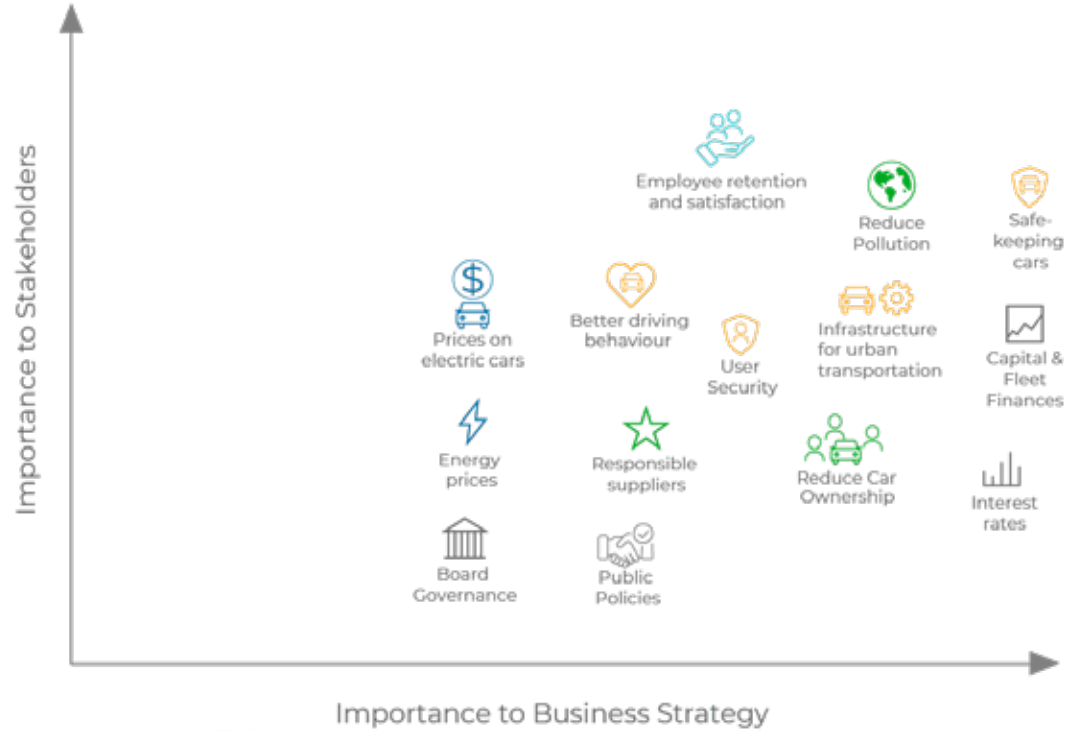 Importance to Stakeholders
Employee retention
and satisfaction
Reduce
Pollution
Safe-
keeping
cars
$
Prices on
electric cars
Better driving
behaviour
User
Security
Infrastructure
for urban
transportation
Capital &
Fleet
Finances
Energy
prices
Responsible
suppliers
Reduce Car
Ownership
Interest
rates
Board
Governance
Public
Policies
Importance to Business Strategy